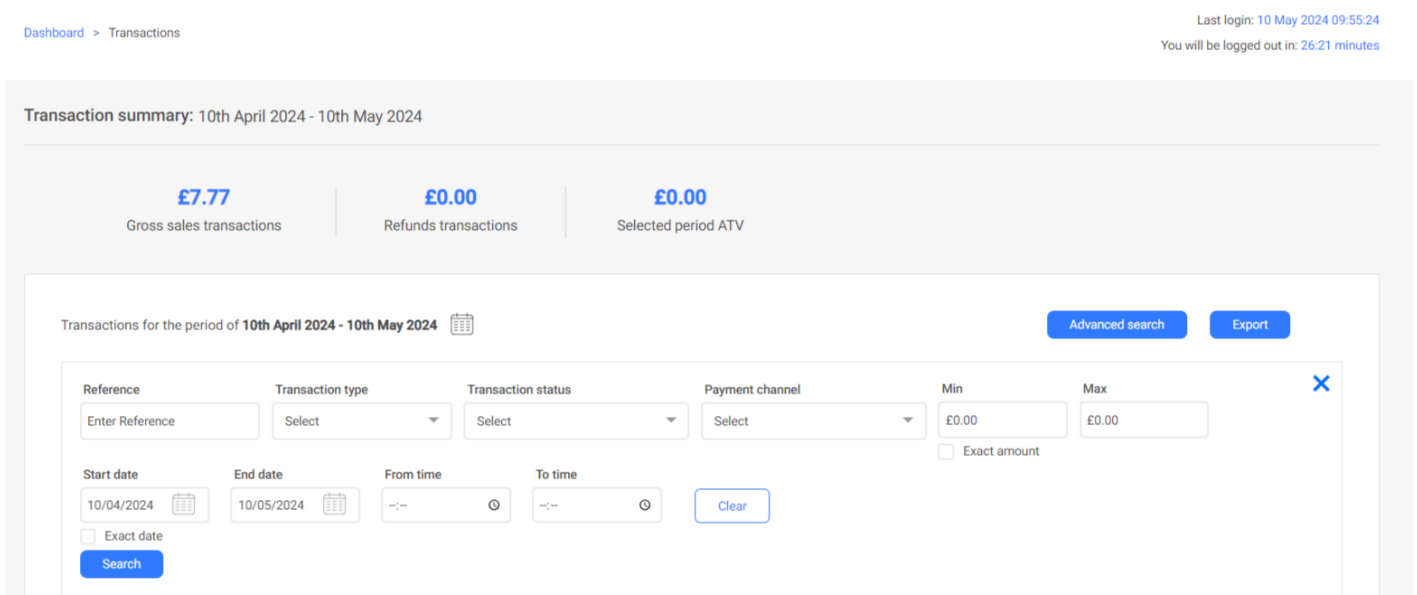 Last login: 10 May 2024 09:55:24
Dashboard > Transactions
You will be logged out in: 26:21 minutes
Transaction summary: 10th April 2024 - 10th May 2024
£7.77 £0.00 £0.00
Gross sales transactions Refunds transactions Selected period ATV
Transactions for the period of 10th April 2024 - 10th May 2024 Advanced search Export
Reference Transaction type Transaction status Payment channel Min Max
Enter Reference Select Select Select £0.00 £0.00
Exact amount
Start date End date From time To time
10/04/2024 10/05/2024 --:-- --:-- Clear
Exact date
Search